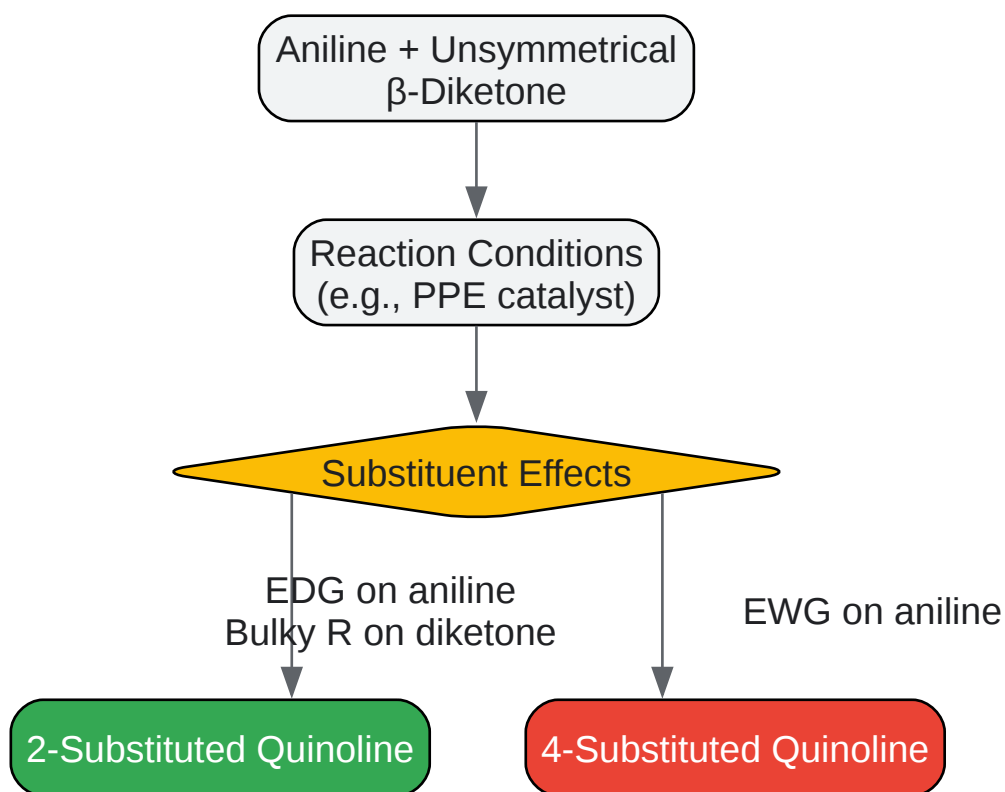 Aniline + Unsymmetrical
β-Diketone
Reaction Conditions
(e.g., PPE catalyst)
Substituent Effects
EDG on aniline
Bulky R on diketone
EWG on aniline
2-Substituted Quinoline
4-Substituted Quinoline